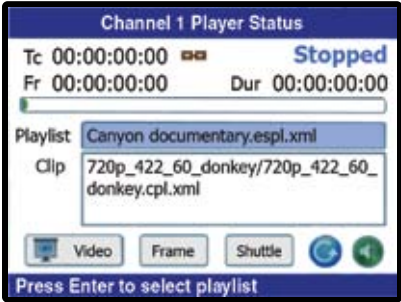 Channel 1 Player Status
Tc 00:00:00:00 Stopped
Fr 00:00:00:00 Dur 00:00:00:00
Playlist Canyon documentary.espl.xml
Clip 720p_422_60_donkey/720p_422_60_
donkey.cpl.xml
Video Frame Shuttle
Press Enter to select playlist